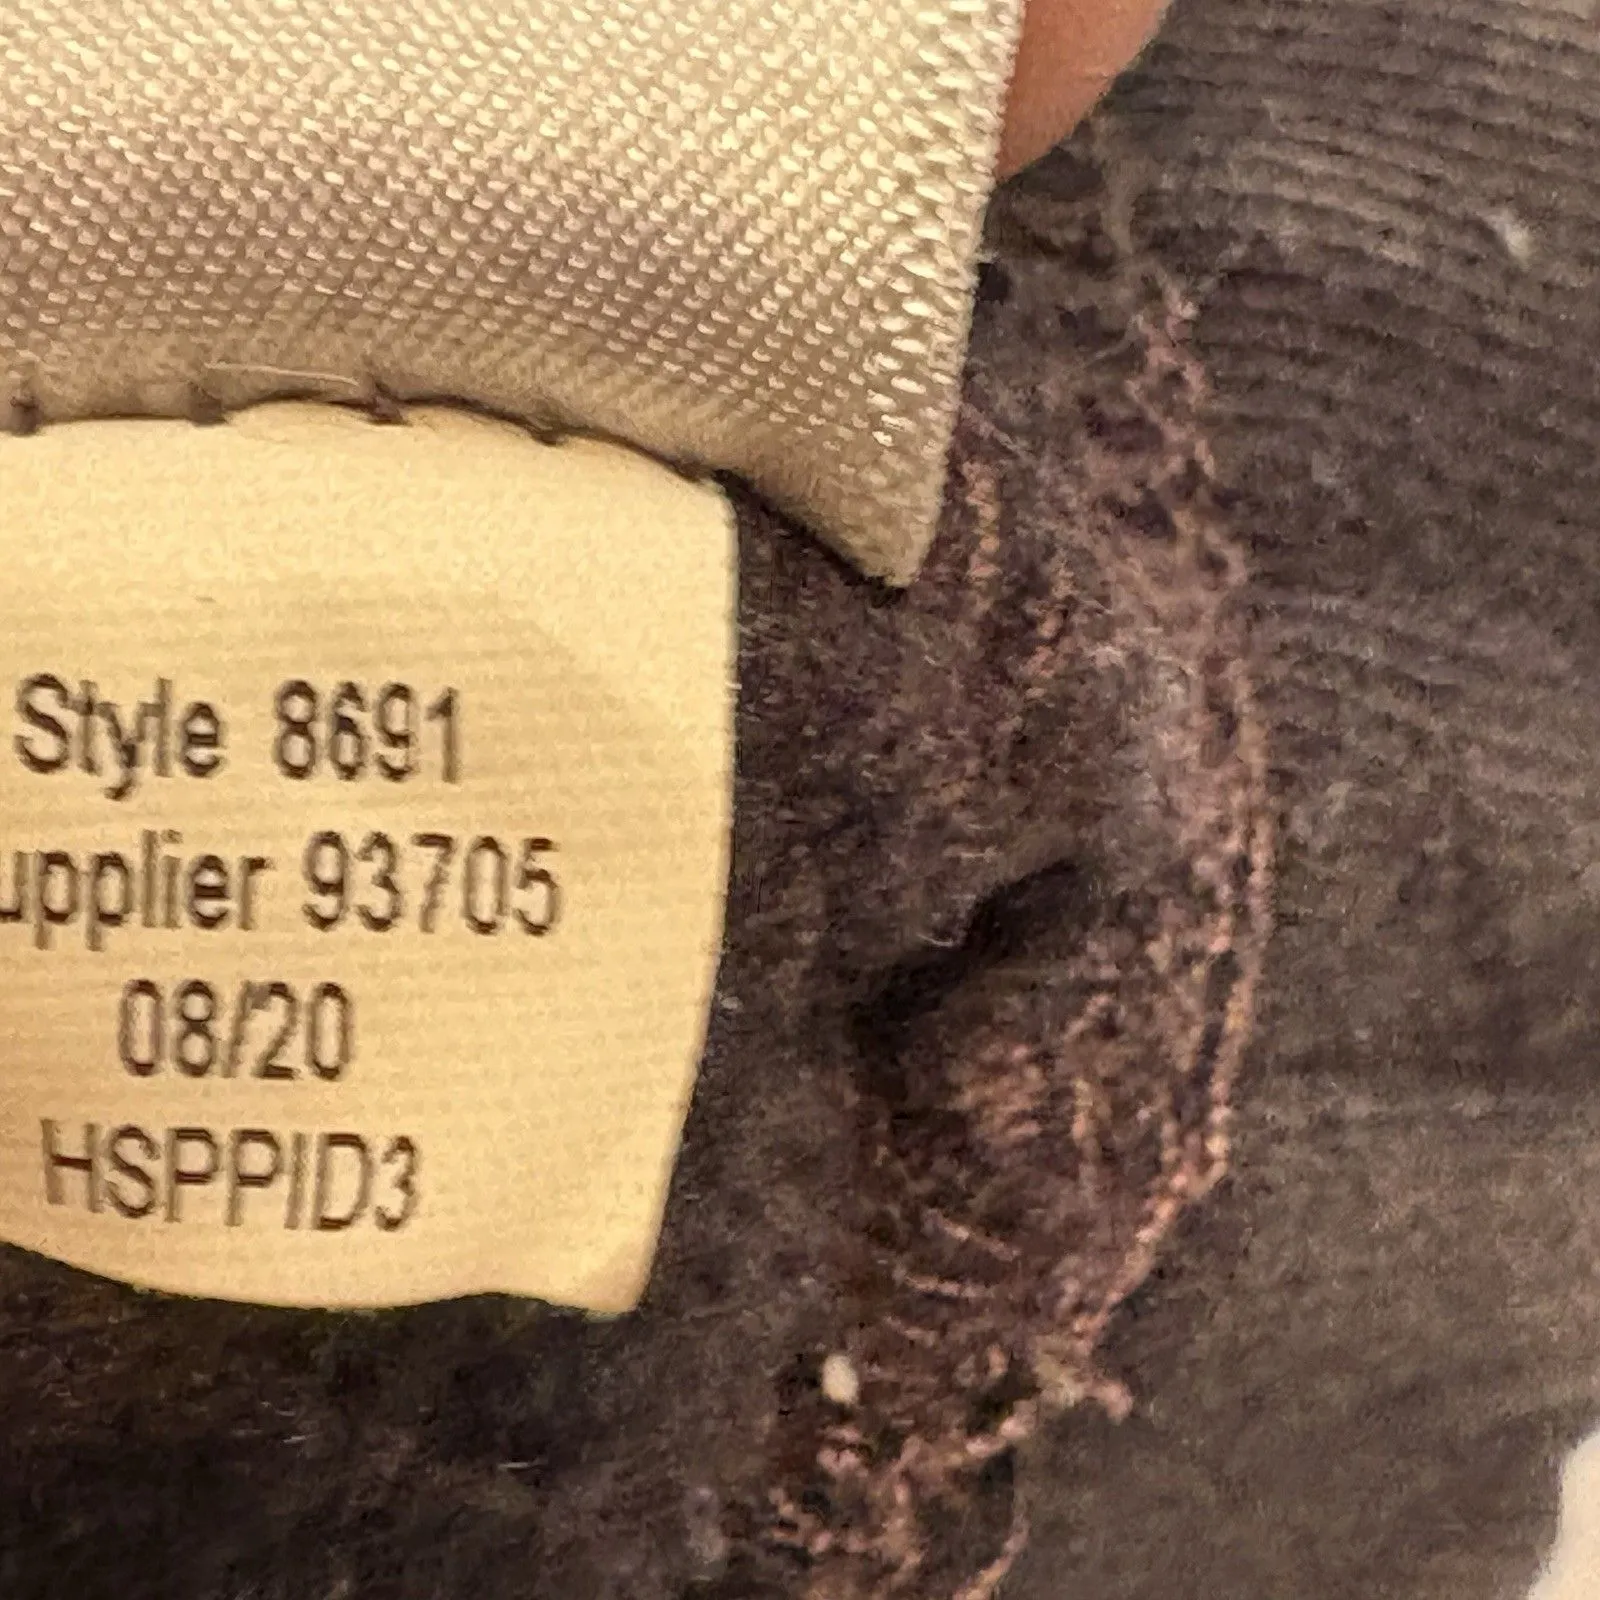 Style 8691
upplier 93705
08/20
HSPPID3